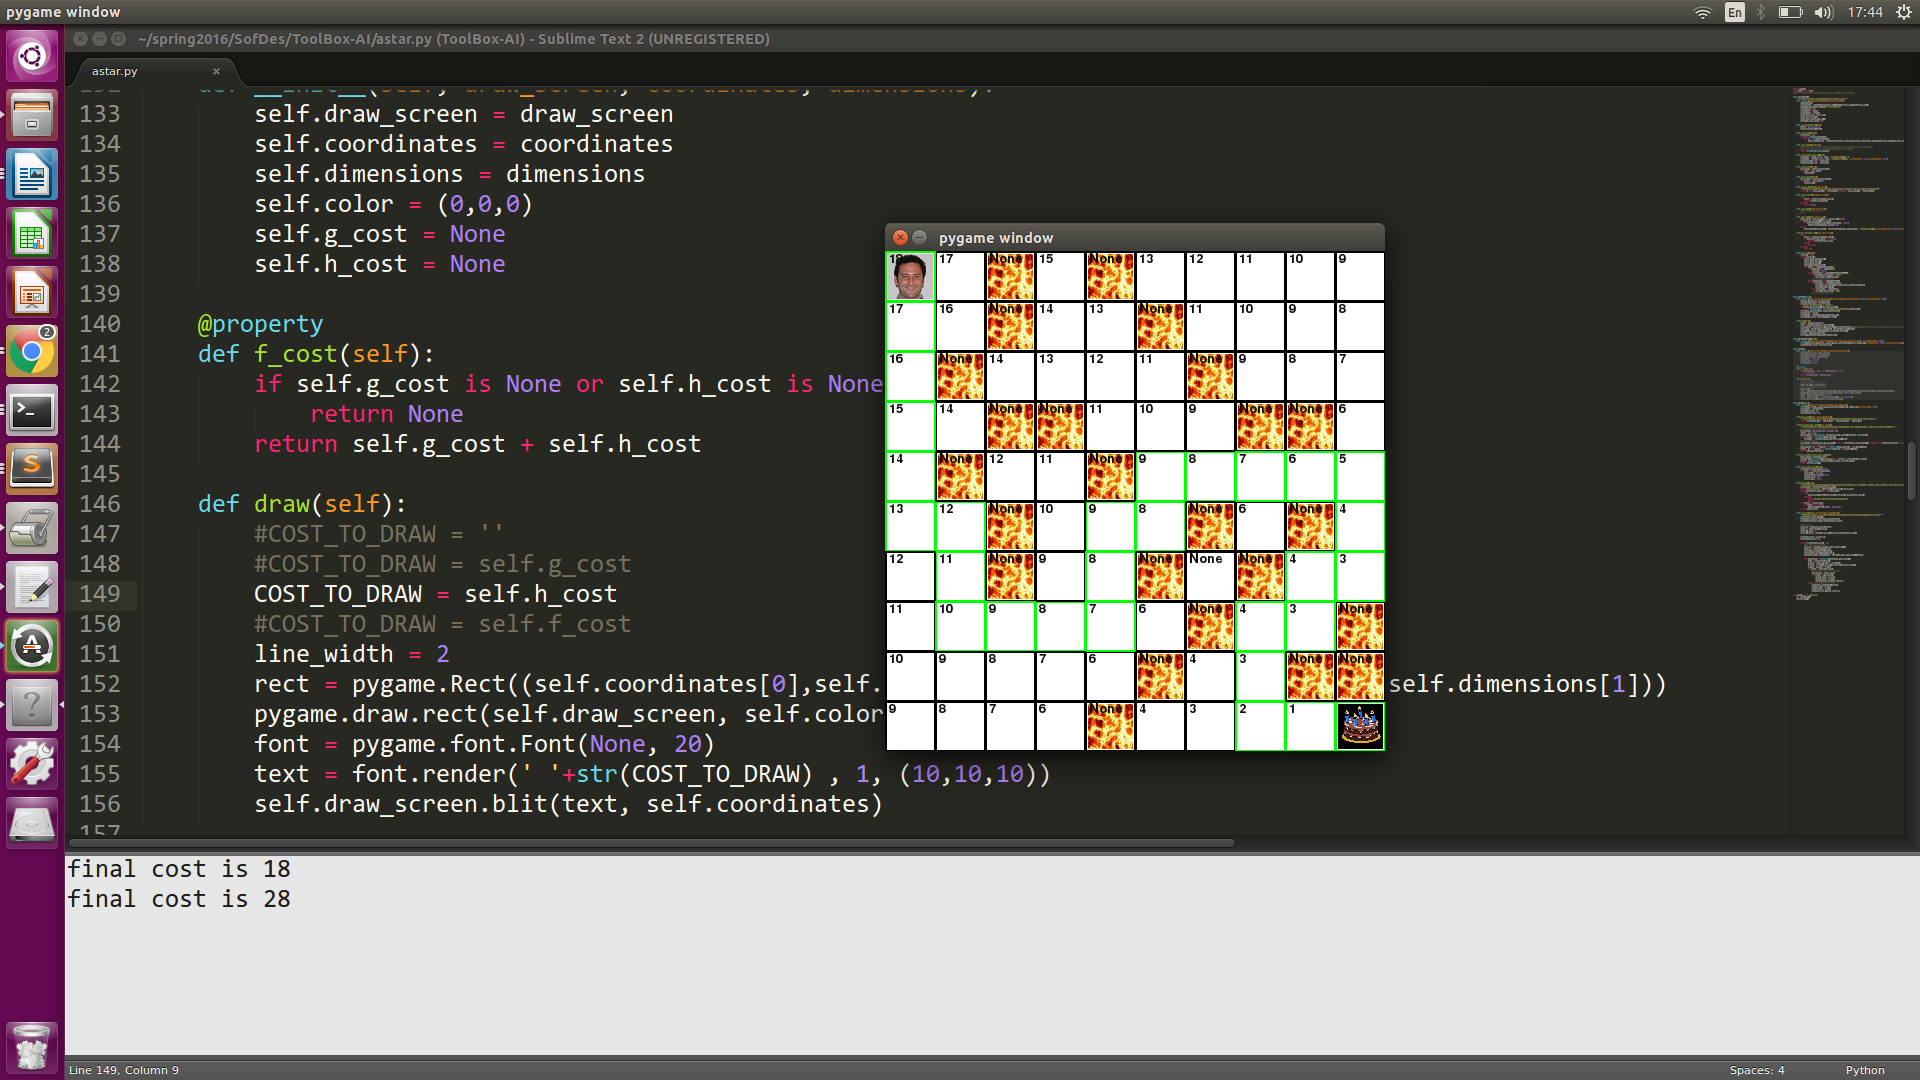 pygame window
En
17:44
~/spring2016/SofDes/ToolBox-AI/astar.py (ToolBox-AI) - Sublime Text 2 (UNREGISTERED)
astar.py ×
132 def __init__(self, draw_screen, coordinates, dimensions):
133 self.draw_screen = draw_screen
134 self.coordinates = coordinates
135 self.dimensions = dimensions
136 self.color = (0,0,0)
137 self.g_cost = None
138 self.h_cost = None
139
140 @property
141 def f_cost(self):
142 if self.g_cost is None or self.h_cost is None
143 return None
144 return self.g_cost + self.h_cost
145
146 def draw(self):
147 #COST_TO_DRAW = ''
148 #COST_TO_DRAW = self.g_cost
149 COST_TO_DRAW = self.h_cost
150 #COST_TO_DRAW = self.f_cost
151 line_width = 2
152 rect = pygame.Rect((self.coordinates[0],self. self.dimensions[1]))
153 pygame.draw.rect(self.draw_screen, self.color
154 font = pygame.font.Font(None, 20)
155 text = font.render(' '+str(COST_TO_DRAW) , 1, (10,10,10))
156 self.draw_screen.blit(text, self.coordinates)
157
pygame window
18 17 None 15 None 13 12 11 10 9
17 16 None 14 13 None 11 10 9 8
16 None 14 13 12 11 None 9 8 7
15 14 None None 11 10 9 None None 6
14 None 12 11 None 9 8 7 6 5
13 12 None 10 9 8 None 6 None 4
12 11 None 9 8 None None None 4 3
11 10 9 8 7 6 None 4 3 None
10 9 8 7 6 None 4 3 None None
9 8 7 6 None 4 3 2 1
final cost is 18
final cost is 28
Line 149, Column 9
Spaces: 4
Python
2